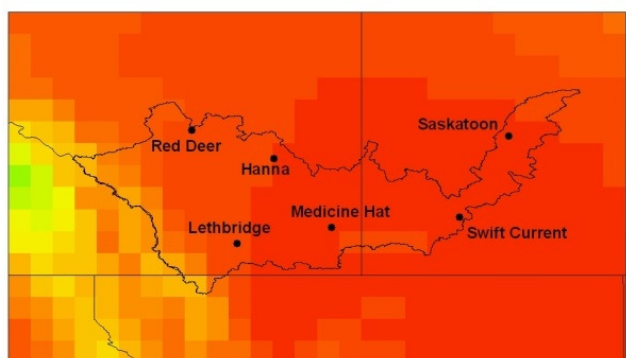 Saskatoon
Red Deer
Hanna
Medicine Hat
Lethbridge
Swift Current